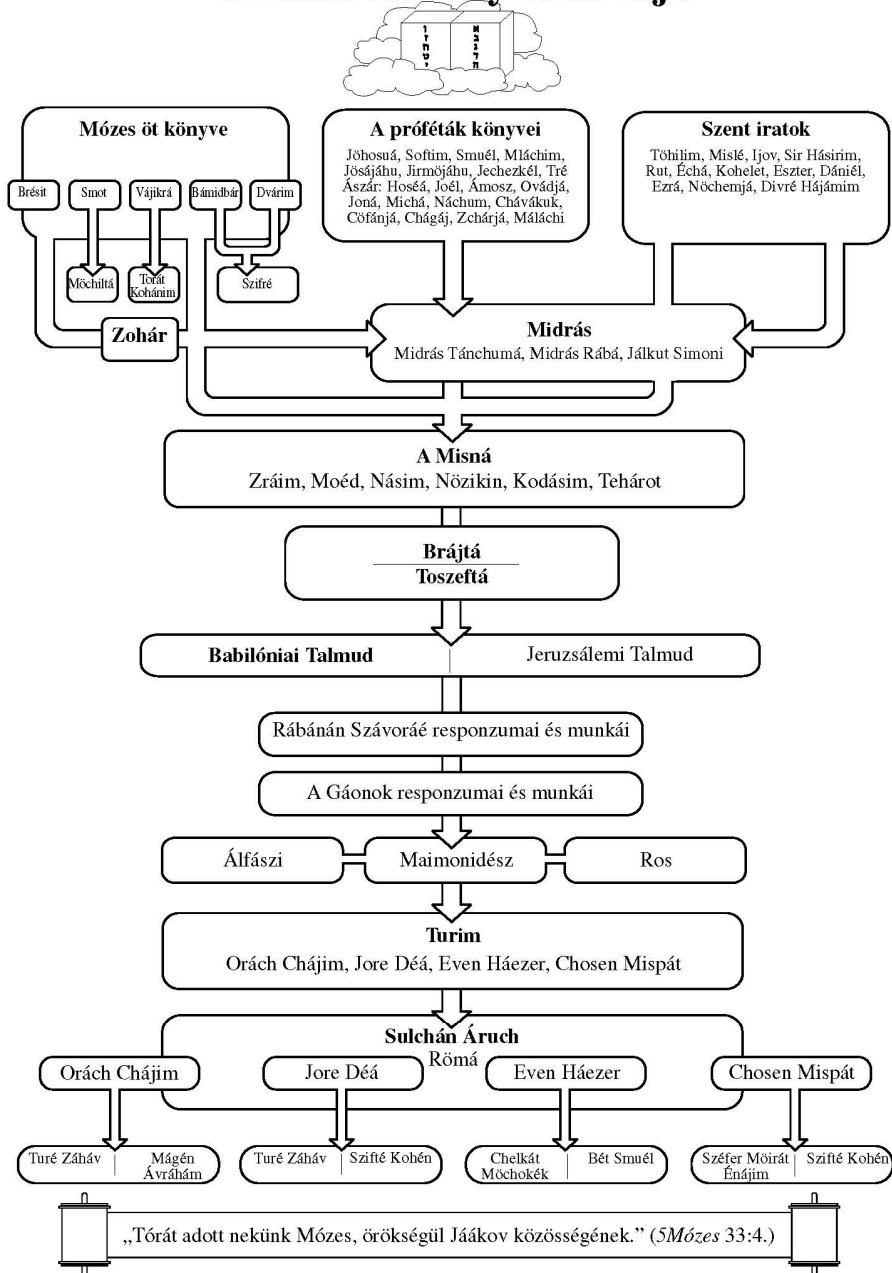 ו א
ז ב
ח ג
ט ד
י ה
Mózes öt könyve
Brésit
Smot
Vájikrá
Bámidbár
Dvárim
Möchiltá
Torát
Kohánim
Szifré
A próféták könyvei
Jöhosuá, Softim, Smuél, Mláchim,
Jösájáhu, Jirmöjáhu, Jechezkél, Tré
Ászár: Hoséá, Joél, Ámosz, Ovádjá,
Joná, Michá, Náchum, Chávákuk,
Cöfánjá, Chágáj, Zchárjá, Máláchi
Szent iratok
Töhilim, Mislé, Ijov, Sir Hásirim,
Rut, Échá, Kohelet, Eszter, Dániél,
Ezrá, Nöchemjá, Divré Hájámim
Zohár
Midrás
Midrás Tánchumá, Midrás Rábá, Jálkut Simoni
A Misná
Zráim, Moéd, Násim, Nözikin, Kodásim, Tehárot
Brájtá
Toszeftá
Babilóniai Talmud
Jeruzsálemi Talmud
Rábánán Szávoráé responzumai és munkái
A Gáonok responzumai és munkái
Álfászi
Maimonidész
Ros
Turim
Orách Chájim, Jore Déá, Even Háezer, Chosen Mispát
Sulchán Áruch
Römá
Orách Chájim
Jore Déá
Even Háezer
Chosen Mispát
Turé Záháv
Mágén
Ávráhám
Turé Záháv
Szifté Kohén
Chelkát
Möchokék
Bét Smuél
Széfer Möirát
Énájim
Szifté Kohén
„Tórát adott nekünk Mózes, örökségül Jáákov közösségének.” (5Mózes 33:4.)